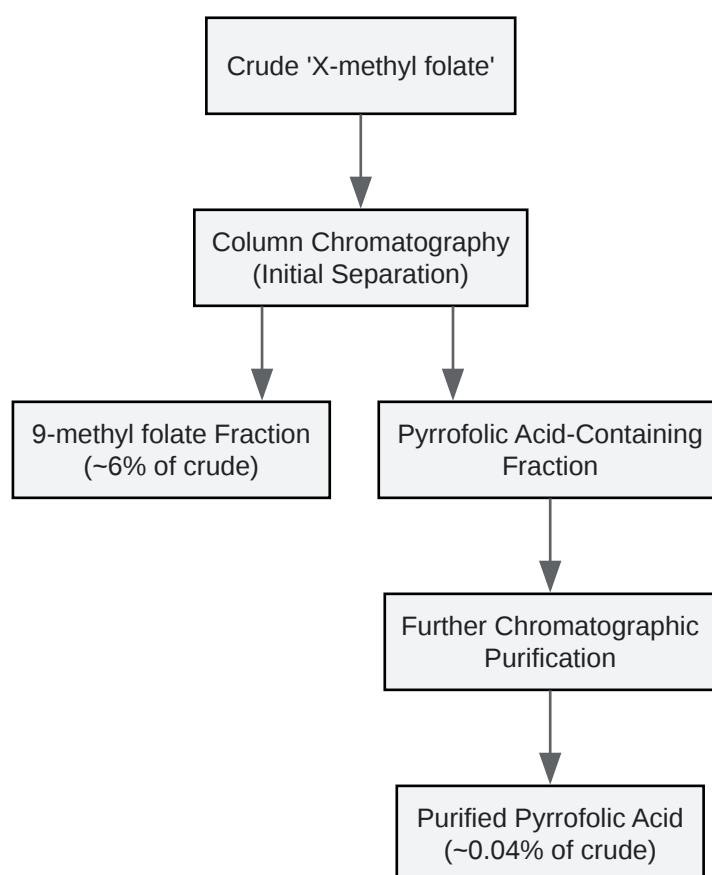 Crude 'X-methyl folate'
Column Chromatography
(Initial Separation)
9-methyl folate Fraction
(~6% of crude)
Pyrrofolic Acid-Containing
Fraction
Further Chromatographic
Purification
Purified Pyrrofolic Acid
(~0.04% of crude)